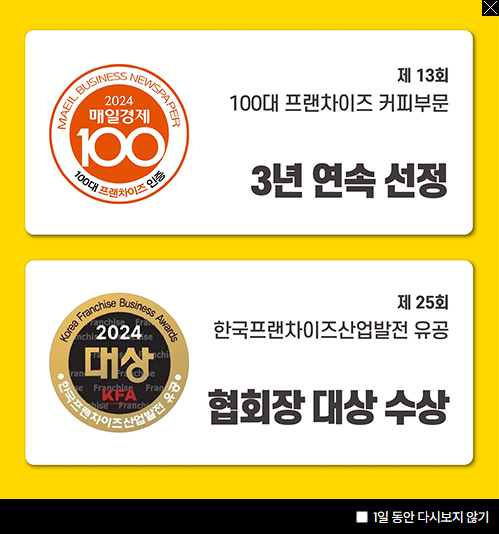 MAEIL BUSINESS NEWSPAPER
2024
매일경제
100
100대 프랜차이즈 인증
제 13회
100대 프랜차이즈 커피부문
3년 연속 선정
Korea Franchise Business Awards
2024
대상
KFA
한국프랜차이즈산업발전 유공
제 25회
한국프랜차이즈산업발전 유공
협회장 대상 수상
1일 동안 다시보지 않기